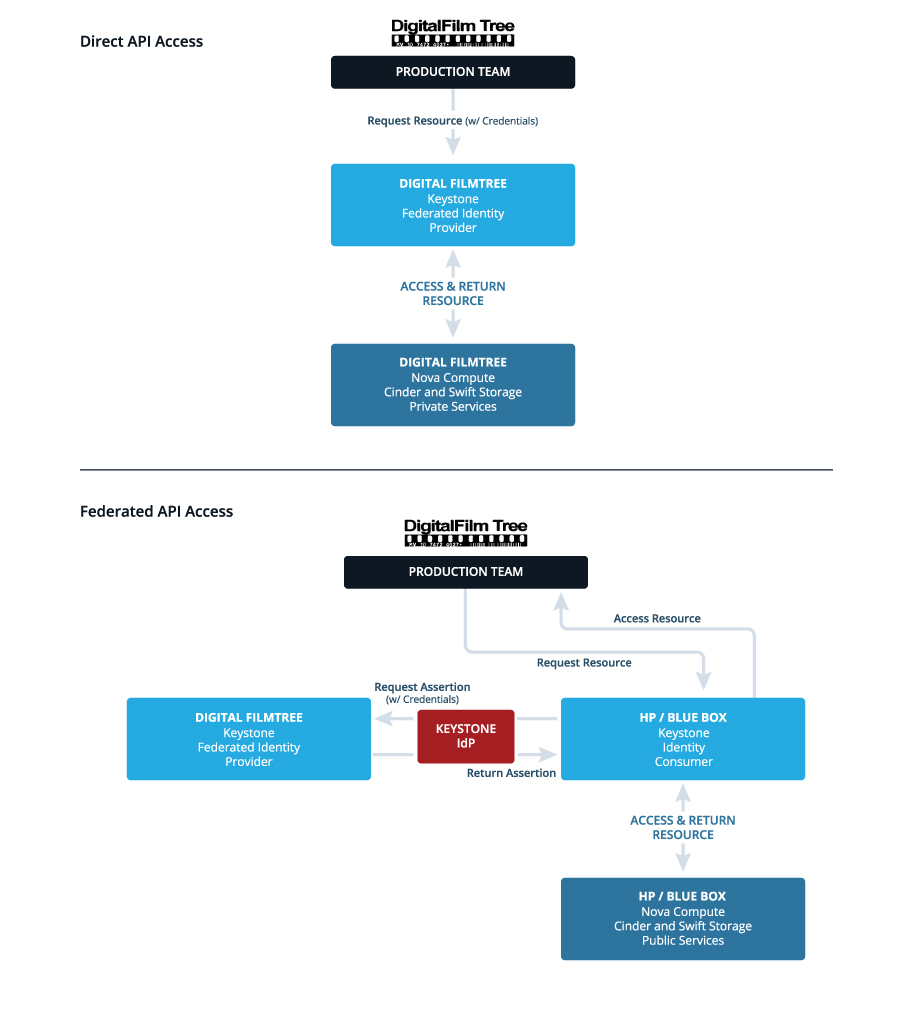 Direct API Access
DigitalFilm Tree
PRODUCTION TEAM
Request Resource (w/ Credentials)
DIGITAL FILMTREE
Keystone
Federated Identity
Provider
ACCESS & RETURN
RESOURCE
DIGITAL FILMTREE
Nova Compute
Cinder and Swift Storage
Private Services
Federated API Access
DigitalFilm Tree
PRODUCTION TEAM
Access Resource
Request Resource
Request Assertion
(w/ Credentials)
DIGITAL FILMTREE
Keystone
Federated Identity
Provider
KEYSTONE
IdP
Return Assertion
HP / BLUE BOX
Keystone
Identity
Consumer
ACCESS & RETURN
RESOURCE
HP / BLUE BOX
Nova Compute
Cinder and Swift Storage
Public Services